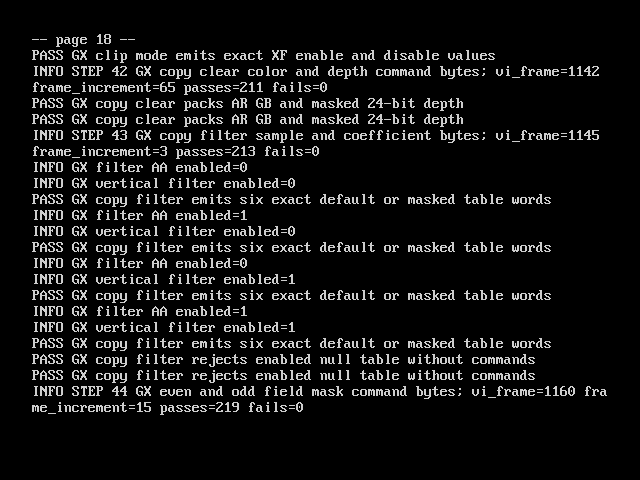 -- page 18 --
PASS GX clip mode emits exact XF enable and disable values
INFO STEP 42 GX copy clear color and depth command bytes; vi_frame=1142
frame_increment=65 passes=211 fails=0
PASS GX copy clear packs AR GB and masked 24-bit depth
PASS GX copy clear packs AR GB and masked 24-bit depth
INFO STEP 43 GX copy filter sample and coefficient bytes; vi_frame=1145
frame_increment=3 passes=213 fails=0
INFO GX filter AA enabled=0
INFO GX vertical filter enabled=0
PASS GX copy filter emits six exact default or masked table words
INFO GX filter AA enabled=1
INFO GX vertical filter enabled=0
PASS GX copy filter emits six exact default or masked table words
INFO GX filter AA enabled=0
INFO GX vertical filter enabled=1
PASS GX copy filter emits six exact default or masked table words
INFO GX filter AA enabled=1
INFO GX vertical filter enabled=1
PASS GX copy filter emits six exact default or masked table words
PASS GX copy filter rejects enabled null table without commands
PASS GX copy filter rejects enabled null table without commands
INFO STEP 44 GX even and odd field mask command bytes; vi_frame=1160 fra
me_increment=15 passes=219 fails=0